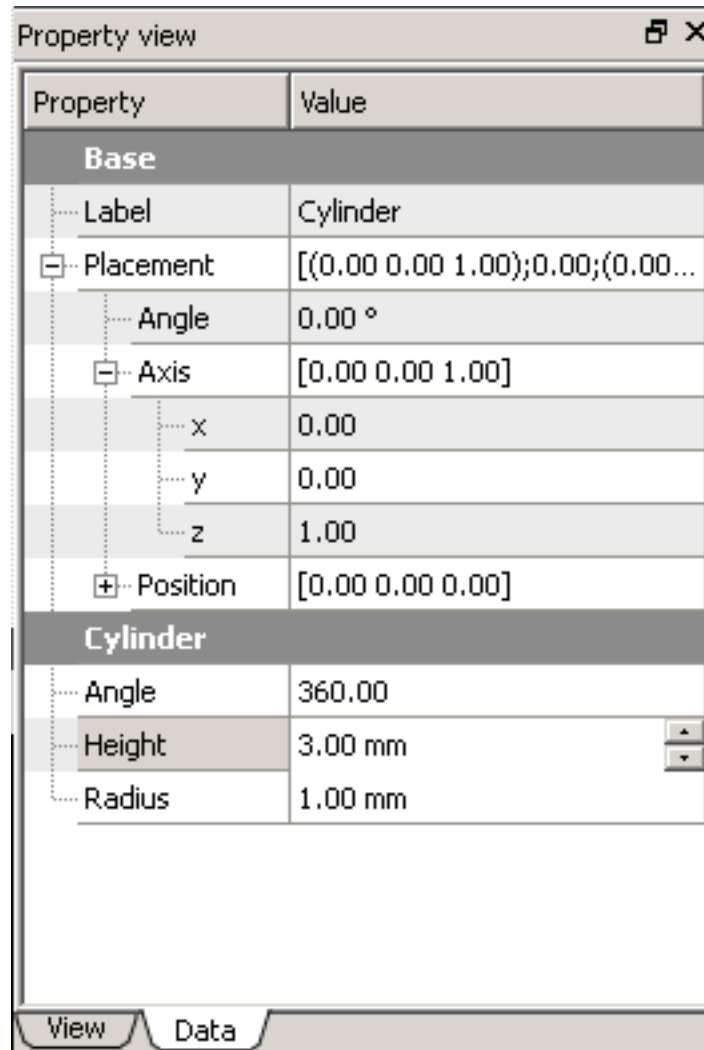 Property view
Property Value
Base
Label Cylinder
Placement [(0.00 0.00 1.00);0.00;(0.00...
Angle 0.00 °
Axis [0.00 0.00 1.00]
x 0.00
y 0.00
z 1.00
Position [0.00 0.00 0.00]
Cylinder
Angle 360.00
Height 3.00 mm
Radius 1.00 mm
View Data